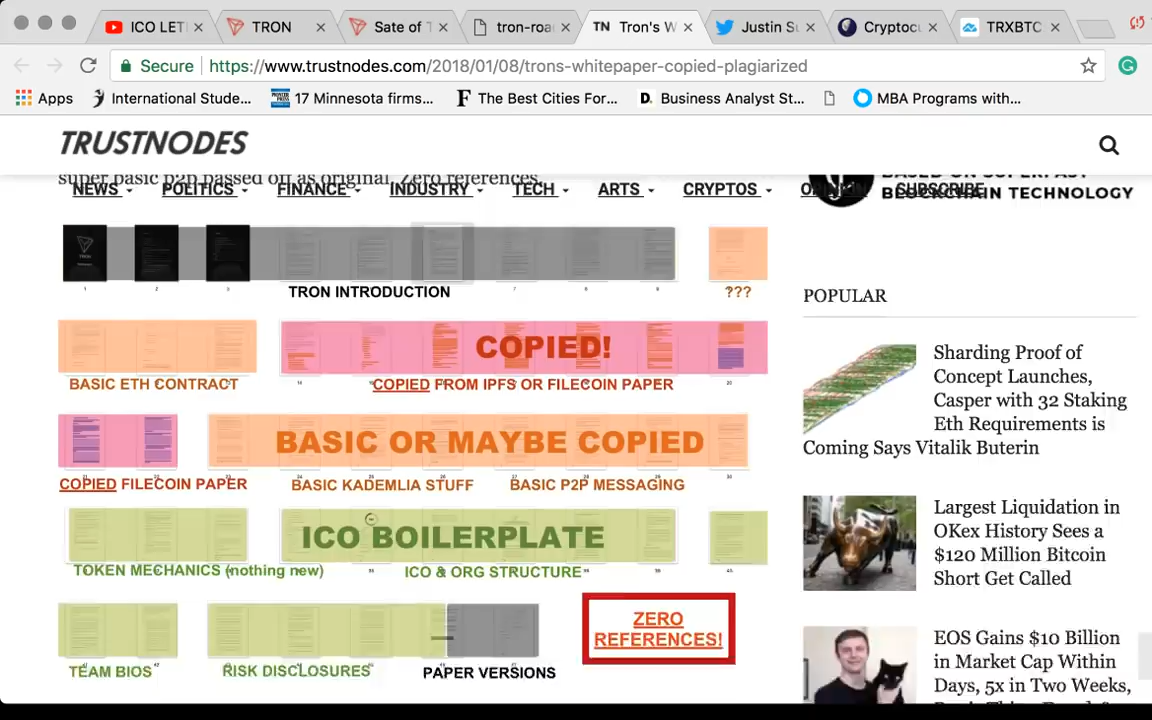 ICO LET
TRON
Sate of T
tron-roa
TN Tron's W
Justin Su
Cryptocu
TRXBTC
Secure https://www.trustnodes.com/2018/01/08/trons-whitepaper-copied-plagiarized
Apps
International Stude...
17 Minnesota firms...
F The Best Cities For...
D. Business Analyst St...
MBA Programs with...
TRUSTNODES
super basic p2p passed off as original. Zero references.
NEWS
POLITICS
FINANCE
INDUSTRY
TECH
ARTS
CRYPTOS
OPINION
SUBSCRIBE
BASED ON SUPERFAST
BLOCKCHAIN TECHNOLOGY
TRON INTRODUCTION
???
COPIED!
BASIC ETH CONTRACT
COPIED FROM IPFS OR FILECOIN PAPER
BASIC OR MAYBE COPIED
COPIED FILECOIN PAPER
BASIC KADEMLIA STUFF
BASIC P2P MESSAGING
ICO BOILERPLATE
TOKEN MECHANICS (nothing new)
ICO & ORG STRUCTURE
ZERO
REFERENCES!
TEAM BIOS
RISK DISCLOSURES
PAPER VERSIONS
POPULAR
Sharding Proof of
Concept Launches,
Casper with 32 Staking
Eth Requirements is
Coming Says Vitalik Buterin
Largest Liquidation in
OKex History Sees a
$120 Million Bitcoin
Short Get Called
EOS Gains $10 Billion
in Market Cap Within
Days, 5x in Two Weeks,